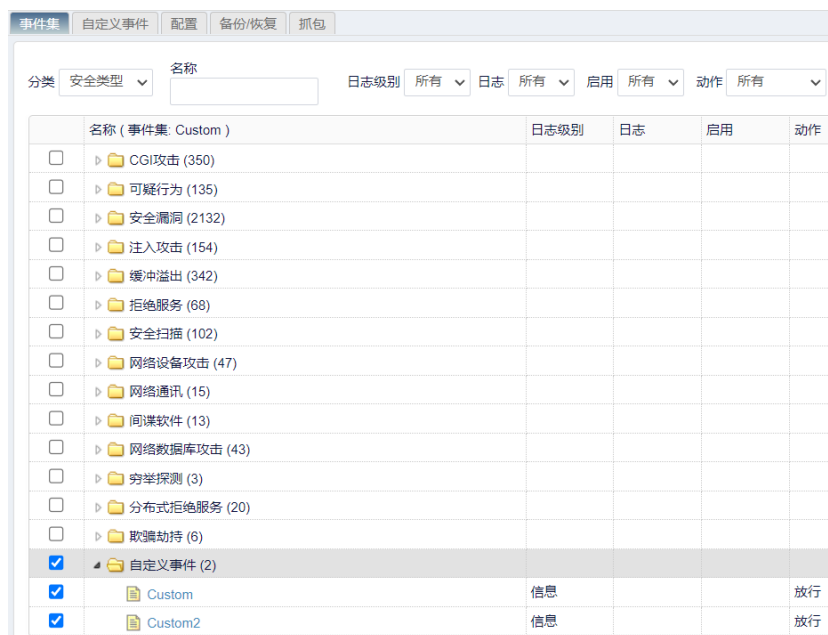 事件集 自定义事件 配置 备份/恢复 抓包
分类 安全类型 名称 日志级别 所有 日志 所有 启用 所有 动作 所有
名称 ( 事件集: Custom ) 日志级别 日志 启用 动作
CGI攻击 (350)
可疑行为 (135)
安全漏洞 (2132)
注入攻击 (154)
缓冲溢出 (342)
拒绝服务 (68)
安全扫描 (102)
网络设备攻击 (47)
网络通讯 (15)
间谍软件 (13)
网络数据库攻击 (43)
穷举探测 (3)
分布式拒绝服务 (20)
欺骗劫持 (6)
自定义事件 (2)
Custom 信息 放行
Custom2 信息 放行